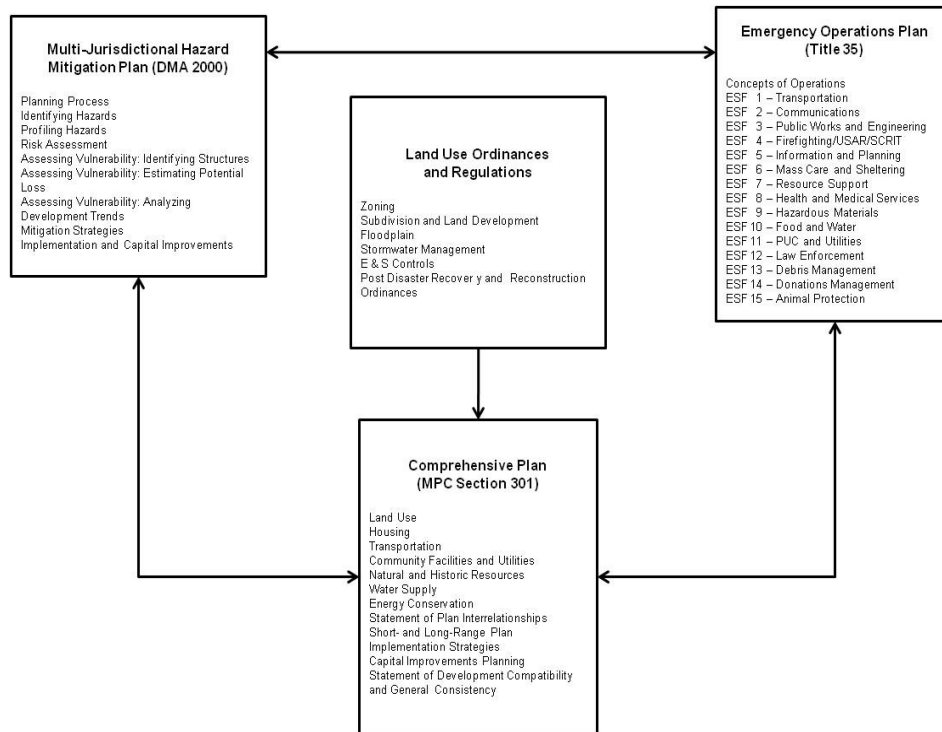 Multi-Jurisdictional Hazard
Mitigation Plan (DMA 2000)
Planning Process
Identifying Hazards
Profiling Hazards
Risk Assessment
Assessing Vulnerability: Identifying Structures
Assessing Vulnerability: Estimating Potential
Loss
Assessing Vulnerability: Analyzing
Development Trends
Mitigation Strategies
Implementation and Capital Improvements
Land Use Ordinances
and Regulations
Zoning
Subdivision and Land Development
Floodplain
Stormwater Management
E & S Controls
Post Disaster Recover y and Reconstruction
Ordinances
Emergency Operations Plan
(Title 35)
Concepts of Operations
ESF 1 – Transportation
ESF 2 – Communications
ESF 3 – Public Works and Engineering
ESF 4 – Firefighting/USAR/SCRIT
ESF 5 – Information and Planning
ESF 6 – Mass Care and Sheltering
ESF 7 – Resource Support
ESF 8 – Health and Medical Services
ESF 9 – Hazardous Materials
ESF 10 – Food and Water
ESF 11 – PUC and Utilities
ESF 12 – Law Enforcement
ESF 13 – Debris Management
ESF 14 – Donations Management
ESF 15 – Animal Protection
Comprehensive Plan
(MPC Section 301)
Land Use
Housing
Transportation
Community Facilities and Utilities
Natural and Historic Resources
Water Supply
Energy Conservation
Statement of Plan Interrelationships
Short- and Long-Range Plan
Implementation Strategies
Capital Improvements Planning
Statement of Development Compatibility
and General Consistency